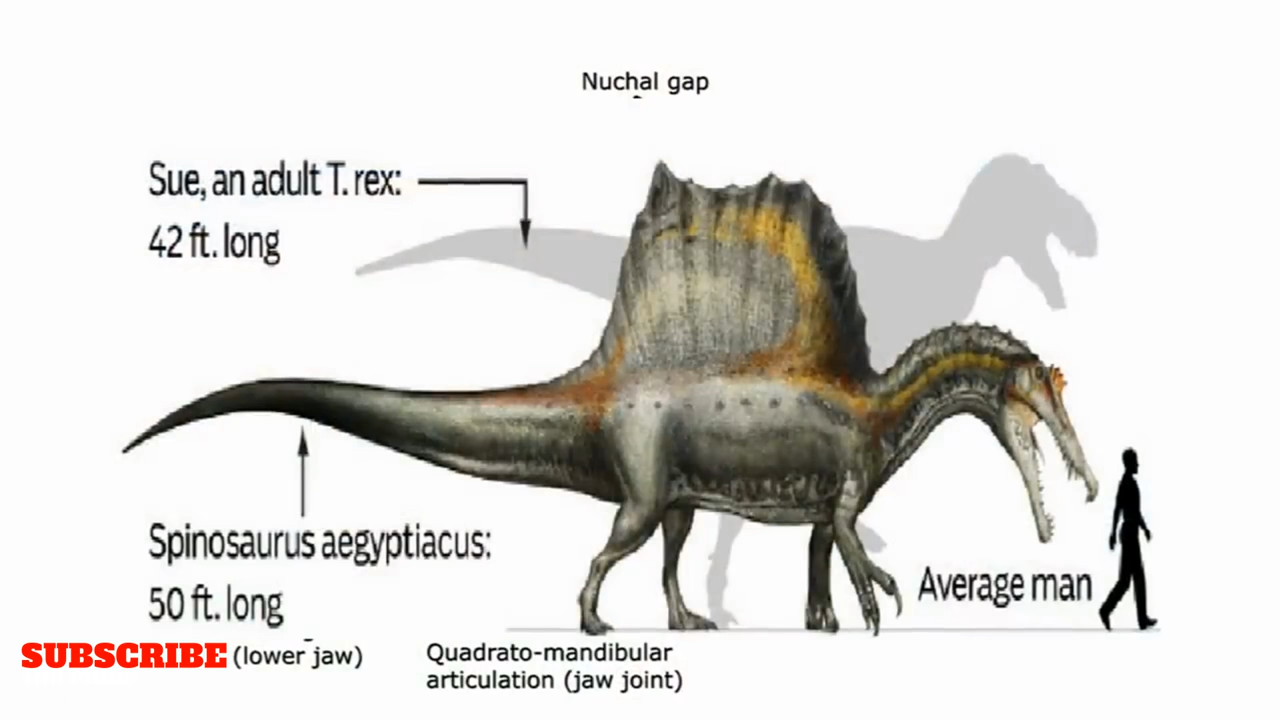 Nuchal gap
Sue, an adult T. rex:
42 ft. long
Spinosaurus aegyptiacus:
50 ft. long
Average man
SUBSCRIBE (lower jaw)
Quadrato-mandibular
articulation (jaw joint)